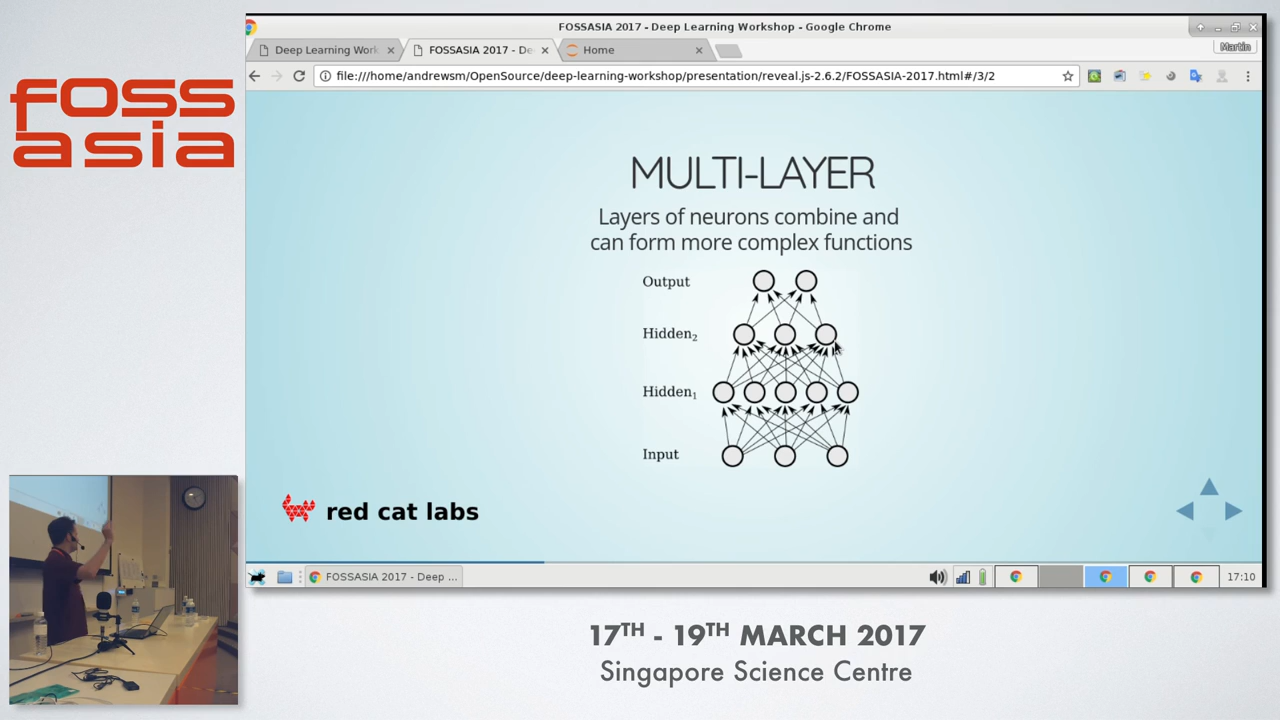 FOSS
asia
FOSSASIA 2017 - Deep Learning Workshop - Google Chrome
Deep Learning Work
FOSSASIA 2017 - De
Home
Martin
file:///home/andrewsm/OpenSource/deep-learning-workshop/presentation/reveal.js-2.6.2/FOSSASIA-2017.html#/3/2
MULTI-LAYER
Layers of neurons combine and
can form more complex functions
Output
Hidden₂
Hidden₁
Input
red cat labs
FOSSASIA 2017 - Deep ...
17:10
17TH - 19TH MARCH 2017
Singapore Science Centre